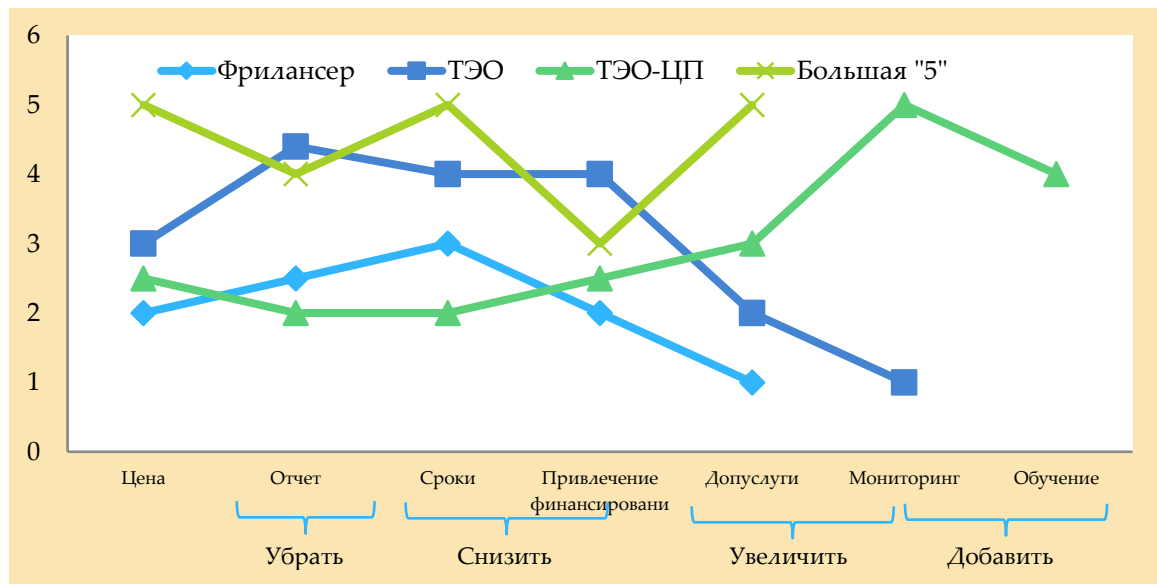 6
Фрилансер ТЭО ТЭО-ЦП Большая "5"
5
4
3
2
1
0
Цена Отчет Сроки Привлечение Допуслуги Мониторинг Обучение
финансировани
Убрать Снизить Увеличить Добавить